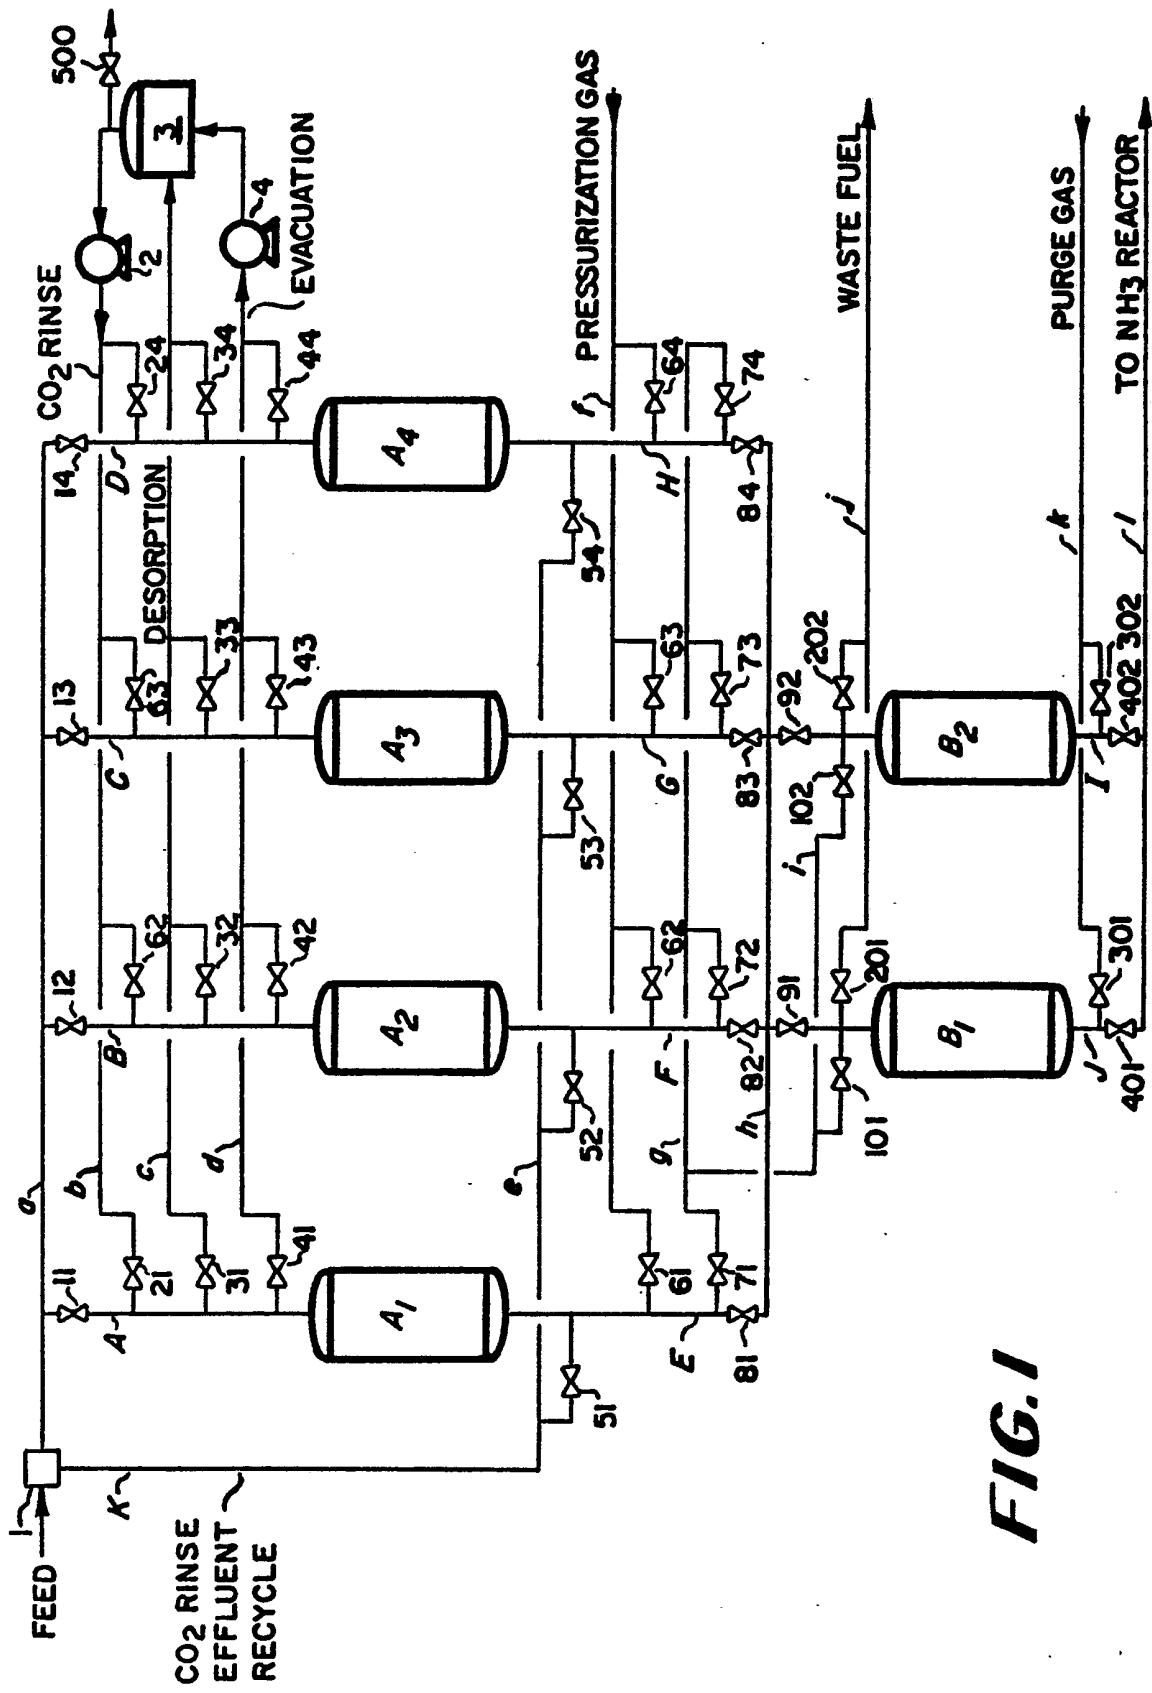 FEED
1
a
11
12
13
14
CO2 RINSE
2
3
500
4
EVACUATION
K
CO2 RINSE
EFFLUENT
RECYCLE
A
B
C
D
b
c
d
DESORPTION
21
62
63
24
31
32
33
34
41
42
43
44
A1
A2
A3
A4
e
51
52
53
54
f
PRESSURIZATION GAS
61
62
63
64
71
72
73
74
g
E
F
G
H
81
82
83
84
h
91
92
i
101
102
201
202
j
WASTE FUEL
B1
B2
k
PURGE GAS
301
302
J
I
401
402
l
TO NH3 REACTOR
FIG. 1